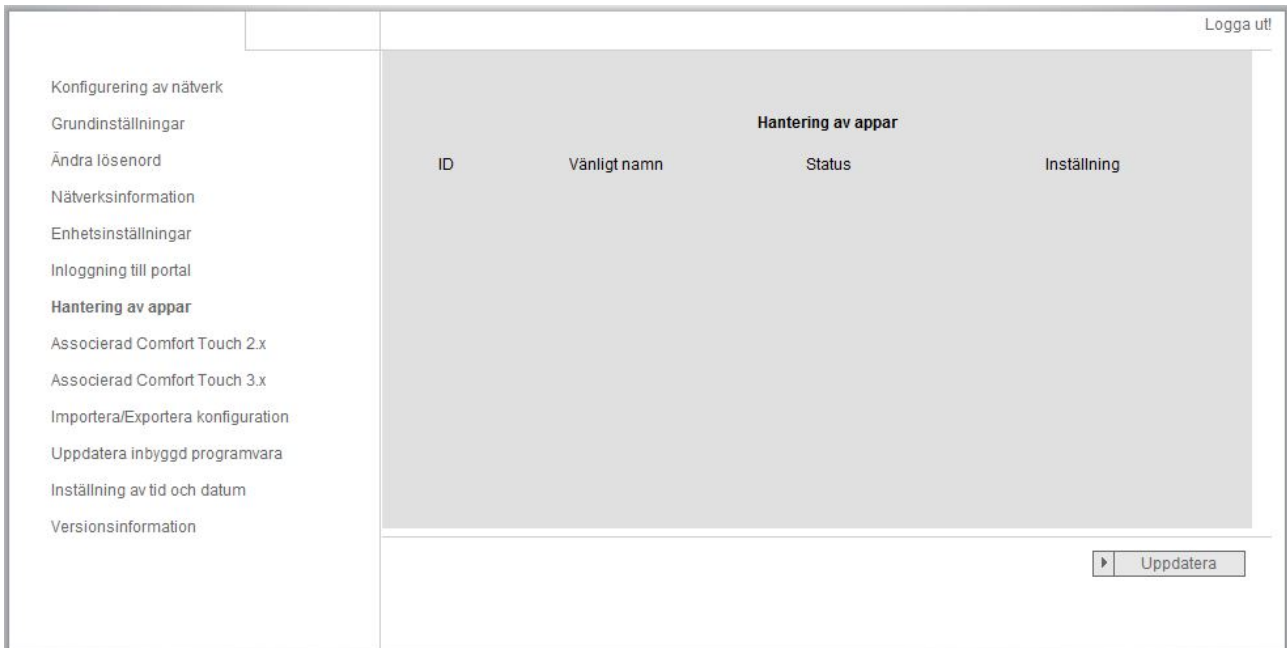 Logga ut!
Konfigurering av nätverk
Grundinställningar
Ändra lösenord
Nätverksinformation
Enhetsinställningar
Inloggning till portal
Hantering av appar
Associerad Comfort Touch 2.x
Associerad Comfort Touch 3.x
Importera/Exportera konfiguration
Uppdatera inbyggd programvara
Inställning av tid och datum
Versionsinformation
Hantering av appar
ID Vänligt namn Status Inställning
Uppdatera